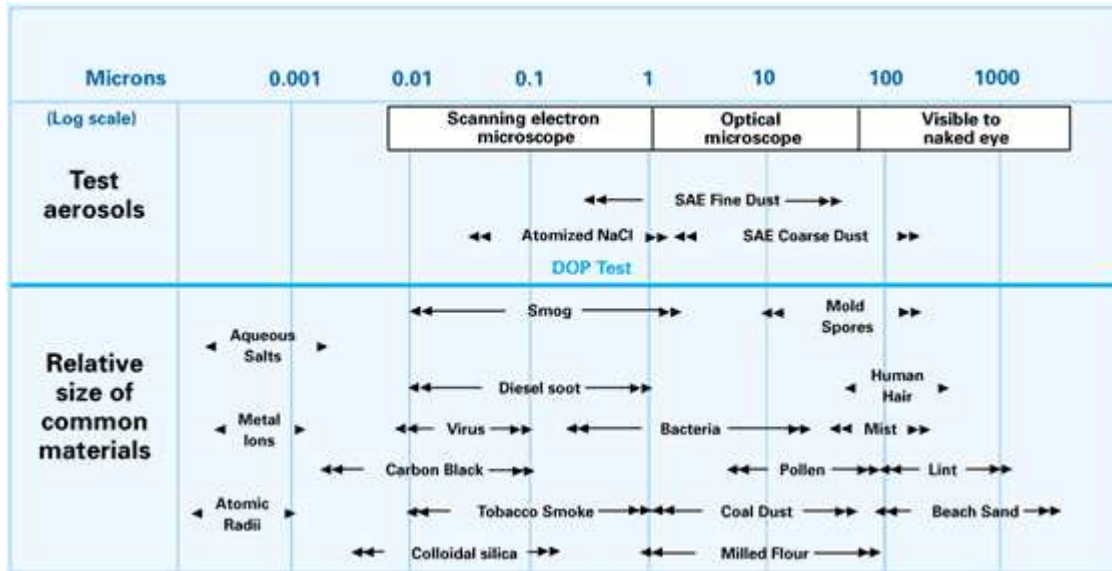 Microns 0.001 0.01 0.1 1 10 100 1000
(Log scale)
Scanning electron
microscope
Optical
microscope
Visible to
naked eye
Test
aerosols
SAE Fine Dust
Atomized NaCl
SAE Coarse Dust
DOP Test
Relative
size of
common
materials
Smog
Mold
Spores
Aqueous
Salts
Diesel soot
Human
Hair
Metal
Ions
Virus
Bacteria
Mist
Carbon Black
Pollen
Lint
Atomic
Radii
Tobacco Smoke
Coal Dust
Beach Sand
Colloidal silica
Milled Flour